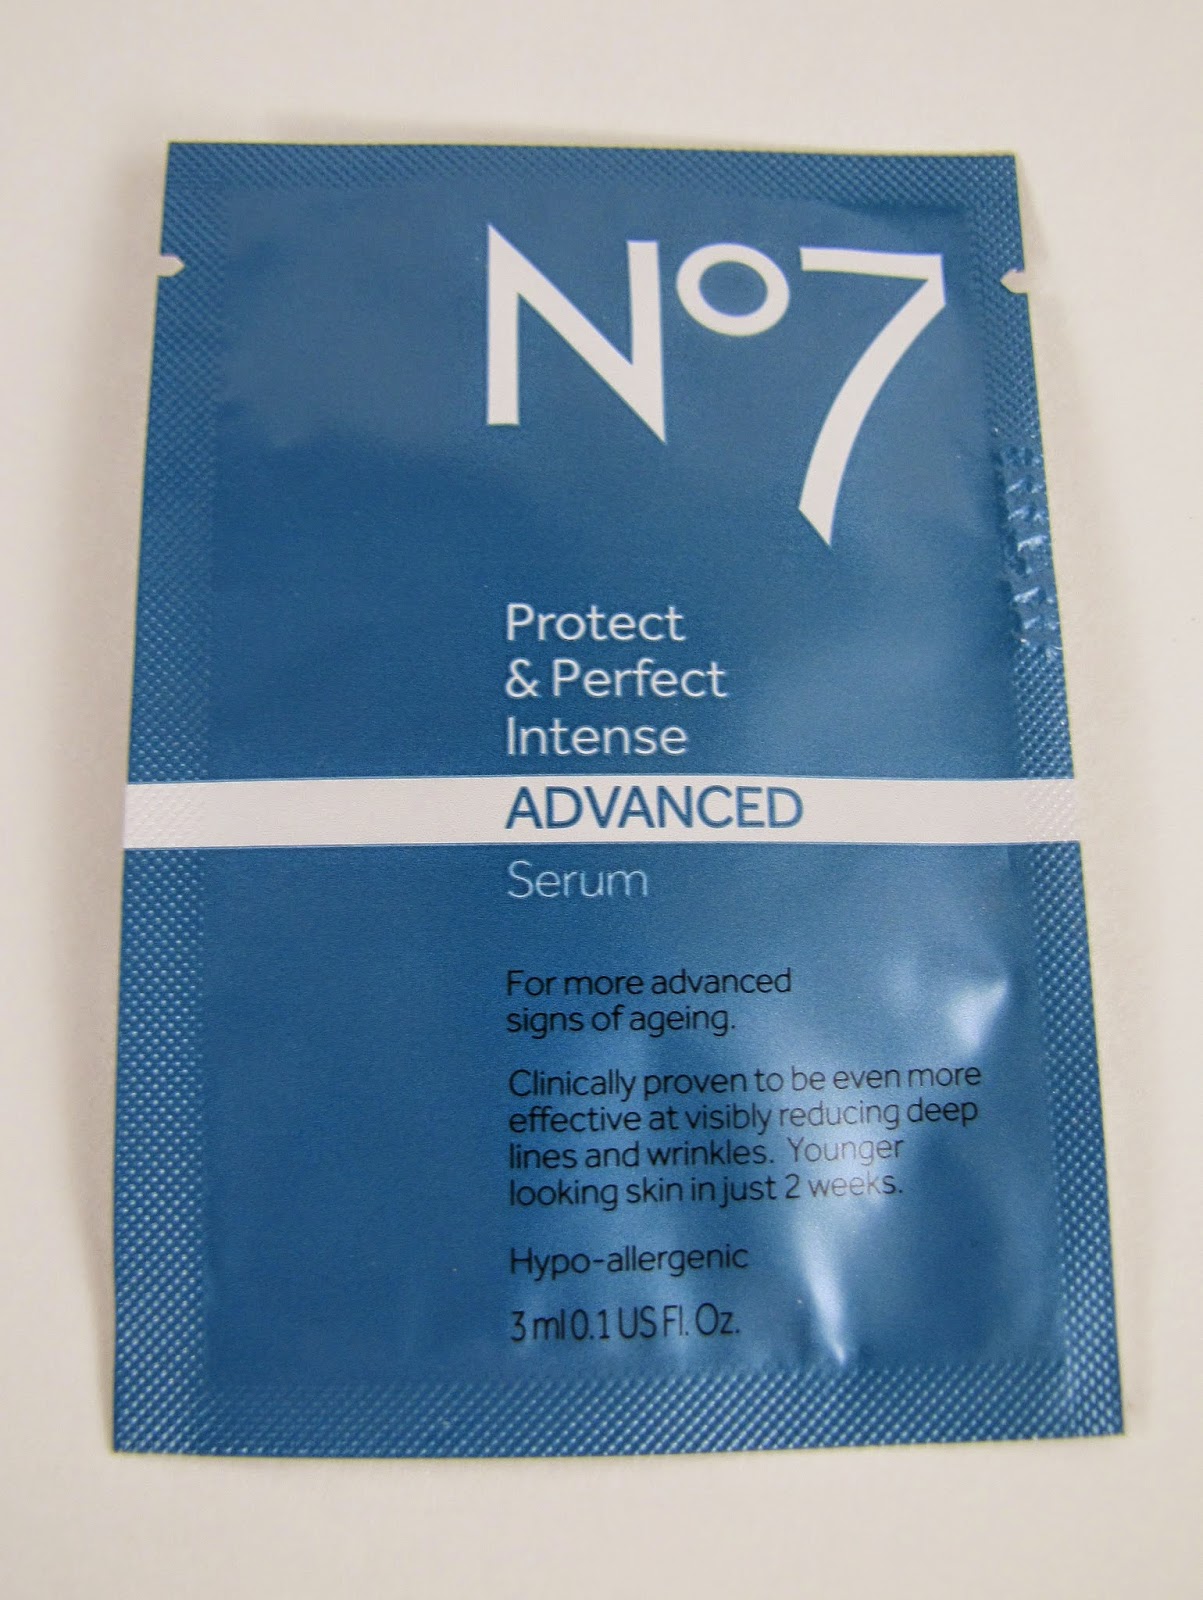 Nº7
Protect
& Perfect
Intense
ADVANCED
Serum
For more advanced
signs of ageing.
Clinically proven to be even more
effective at visibly reducing deep
lines and wrinkles. Younger
looking skin in just 2 weeks.
Hypo-allergenic
3 ml 0.1 US Fl. Oz.